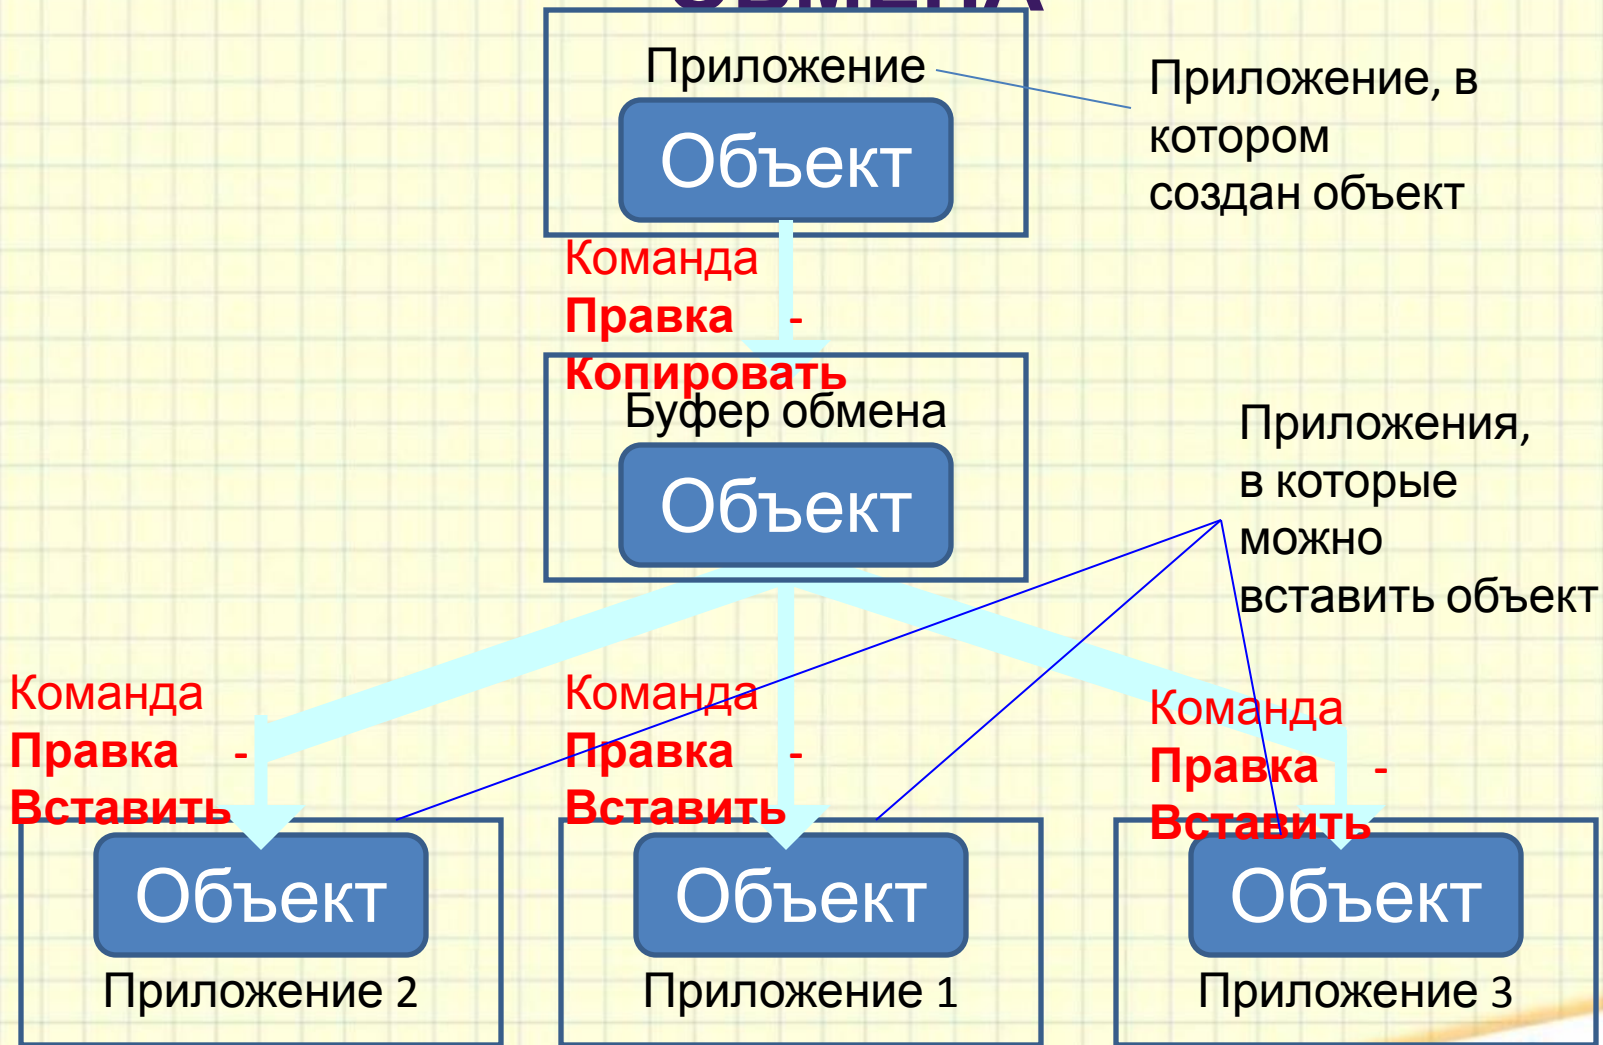 ОБМЕНА
Приложение
Объект
Приложение, в
котором
создан объект
Команда
Правка -
Копировать
Буфер обмена
Объект
Приложения,
в которые
можно
вставить объект
Команда
Правка -
Вставить
Команда
Правка -
Вставить
Команда
Правка -
Вставить
Объект
Приложение 2
Объект
Приложение 1
Объект
Приложение 3